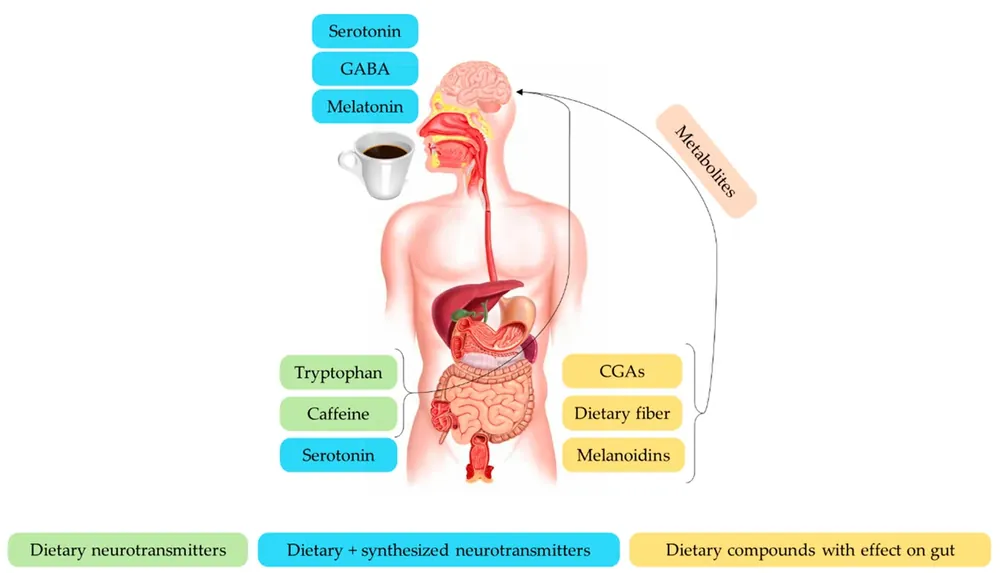 Serotonin
GABA
Melatonin
Metabolites
Tryptophan
Caffeine
Serotonin
CGAs
Dietary fiber
Melanoidins
Dietary neurotransmitters
Dietary + synthesized neurotransmitters
Dietary compounds with effect on gut